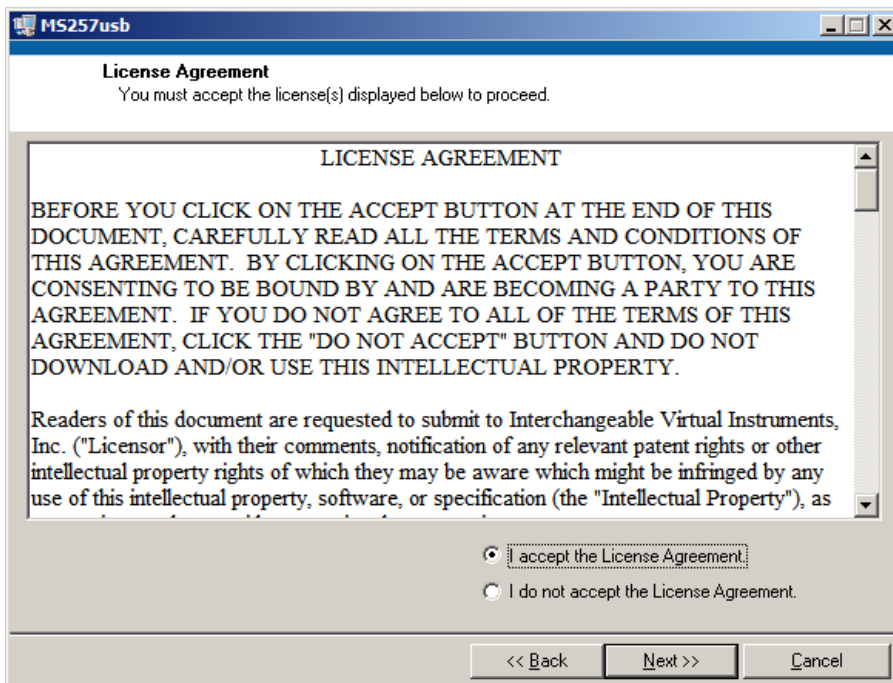 MS257usb
License Agreement
You must accept the license(s) displayed below to proceed.
LICENSE AGREEMENT
BEFORE YOU CLICK ON THE ACCEPT BUTTON AT THE END OF THIS
DOCUMENT, CAREFULLY READ ALL THE TERMS AND CONDITIONS OF
THIS AGREEMENT.  BY CLICKING ON THE ACCEPT BUTTON, YOU ARE
CONSENTING TO BE BOUND BY AND ARE BECOMING A PARTY TO THIS
AGREEMENT.  IF YOU DO NOT AGREE TO ALL OF THE TERMS OF THIS
AGREEMENT, CLICK THE "DO NOT ACCEPT" BUTTON AND DO NOT
DOWNLOAD AND/OR USE THIS INTELLECTUAL PROPERTY.
Readers of this document are requested to submit to Interchangeable Virtual Instruments,
Inc. ("Licensor"), with their comments, notification of any relevant patent rights or other
intellectual property rights of which they may be aware which might be infringed by any
use of this intellectual property, software, or specification (the "Intellectual Property"), as
I accept the License Agreement.
I do not accept the License Agreement.
<< Back
Next >>
Cancel